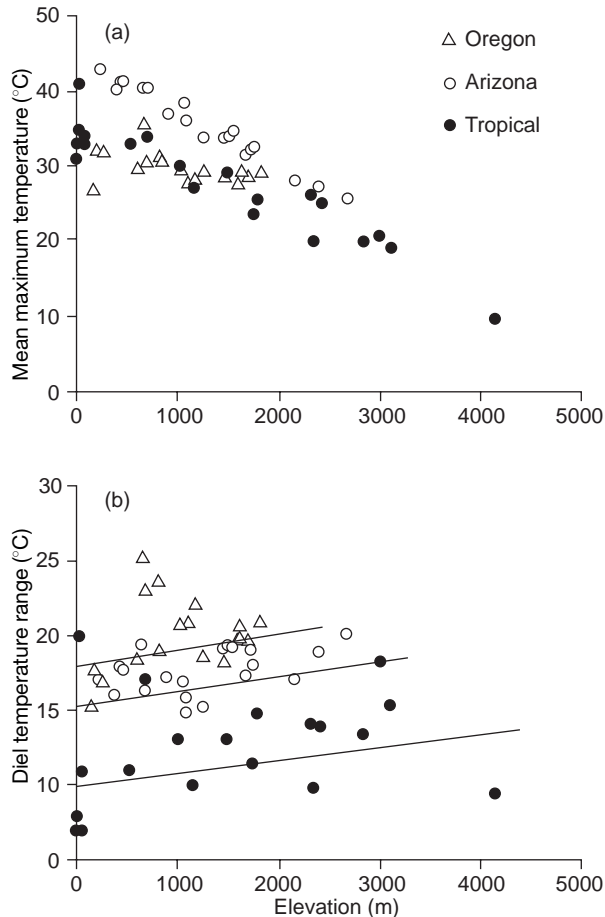 (a)
Oregon
Arizona
Tropical
Mean maximum temperature (°C)
50
40
30
20
10
0
0 1000 2000 3000 4000 5000
(b)
Diel temperature range (°C)
30
25
20
15
10
0
0 1000 2000 3000 4000 5000
Elevation (m)